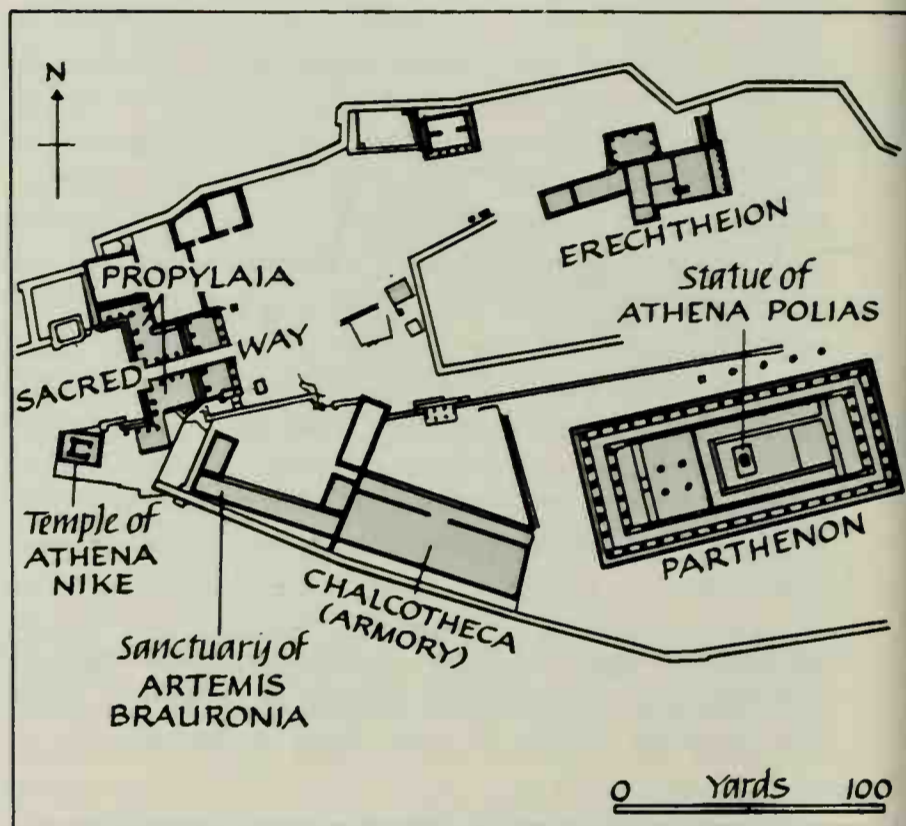 N
PROPYLAIA
SACRED WAY
ERECHTHEION
Statue of
ATHENA POLIAS
PARTHENON
Temple of
ATHENA
NIKE
Sanctuary of
ARTEMIS
BRAURONIA
CHALCOTHECA
(ARMORY)
0 Yards 100